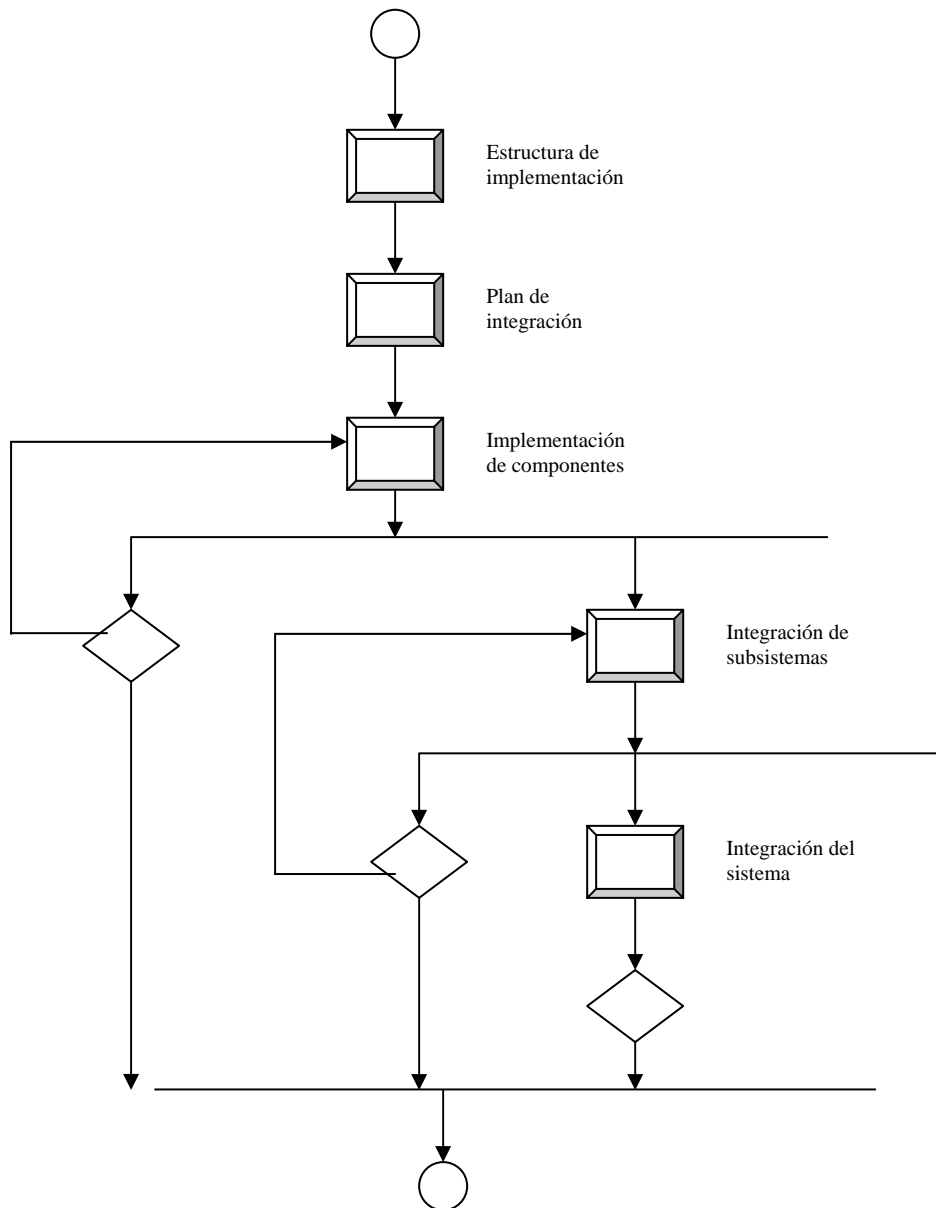 Estructura de
implementación
Plan de
integración
Implementación
de componentes
Integración de
subsistemas
Integración del
sistema